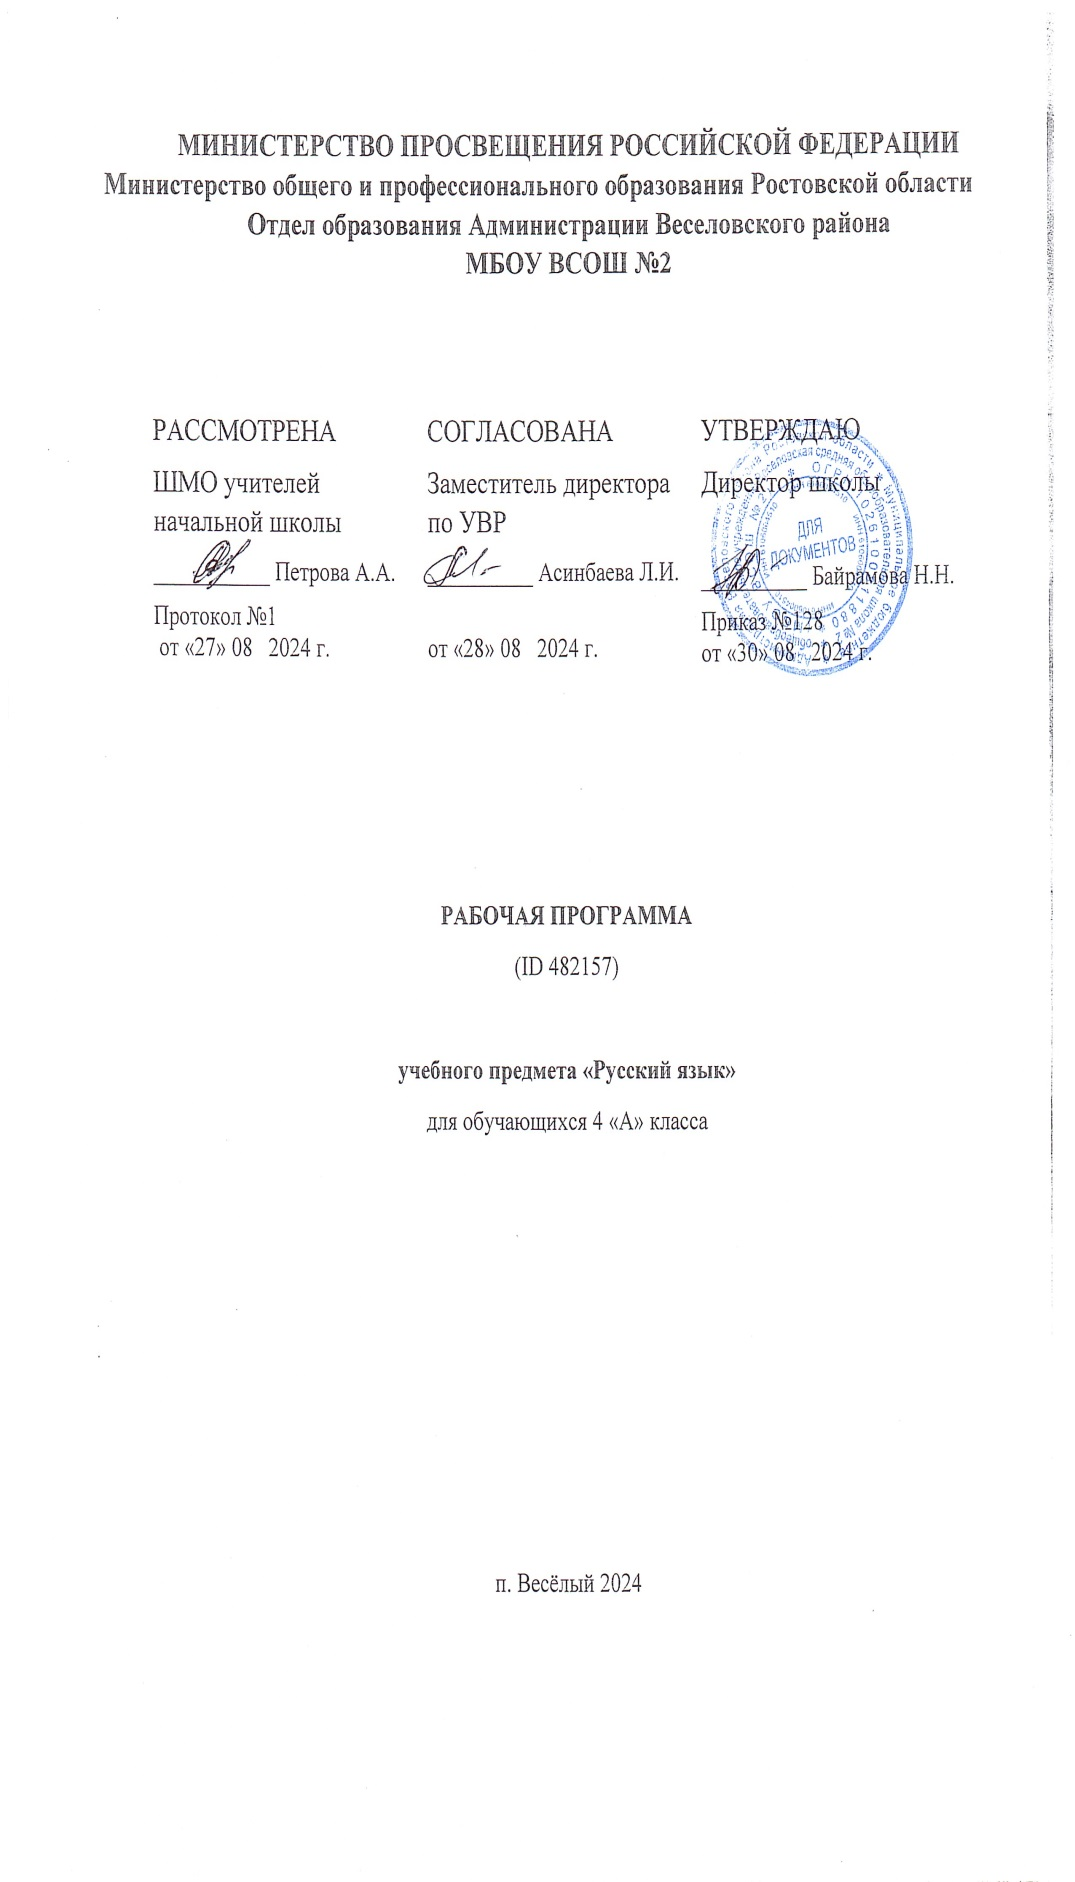 МИНИСТЕРСТВО ПРОСВЕЩЕНИЯ РОССИЙСКОЙ ФЕДЕРАЦИИ
Министерство общего и профессионального образования Ростовской области
Отдел образования Администрации Веселовского района
МБОУ ВСОШ №2
РАССМОТРЕНА
ШМО учителей
начальной школы
____________ Петрова А.А.
Протокол №1
от «27» 08 2024 г.
СОГЛАСОВАНА
Заместитель директора
по УВР
___________ Асинбаева Л.И.
от «28» 08 2024 г.
УТВЕРЖДАЮ
Директор школы
___________ Байрамова Н.Н.
Приказ №128
от «30» 08 2024 г.
ДЛЯ
ДОКУМЕНТОВ
РАБОЧАЯ ПРОГРАММА
(ID 482157)
учебного предмета «Русский язык»
для обучающихся 4 «А» класса
п. Весёлый 2024